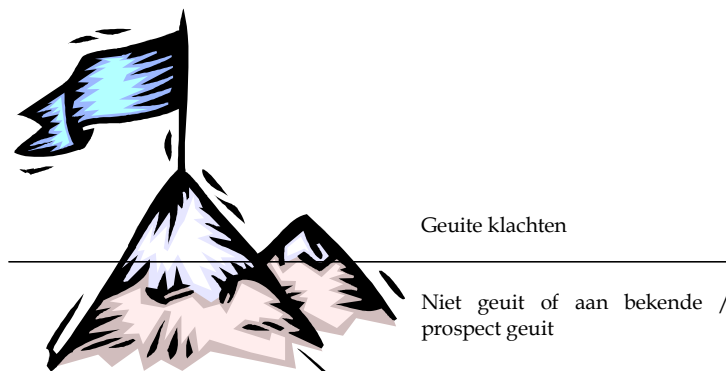 Geuite klachten
Niet geuit of aan bekende /
prospect geuit